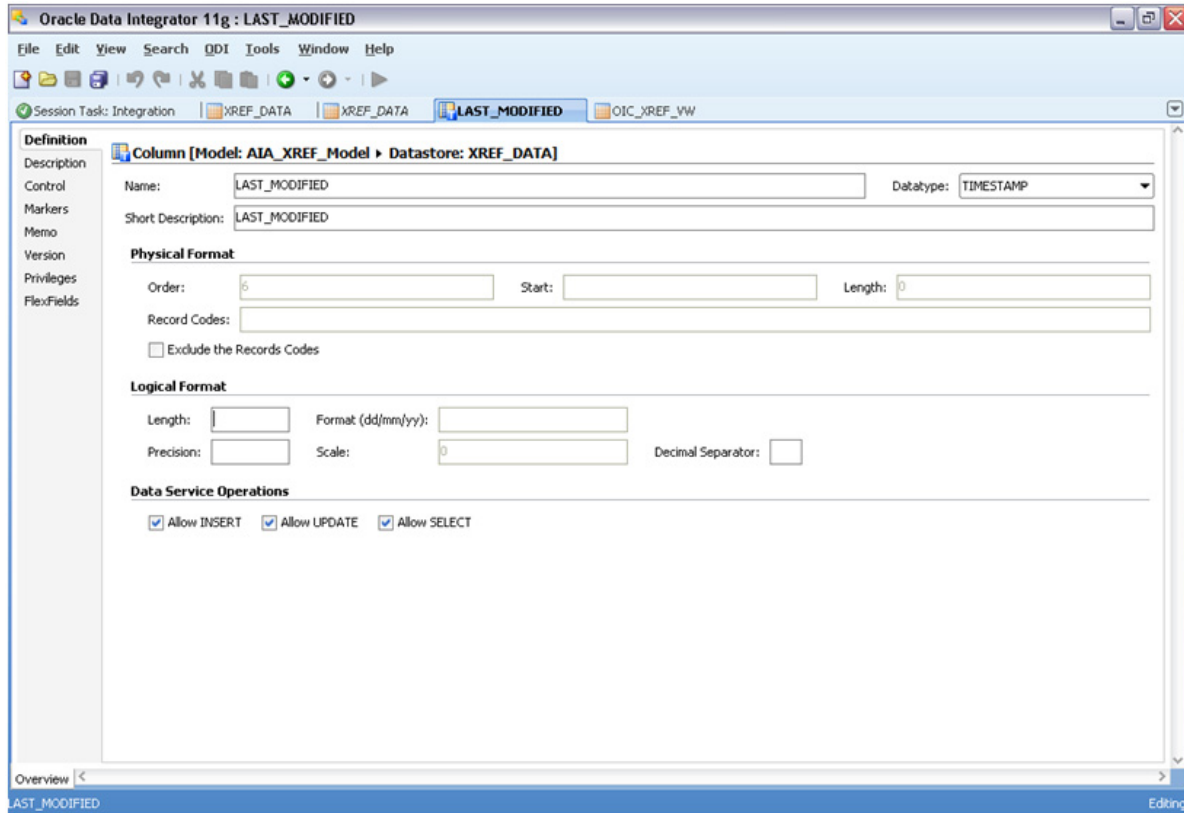 Oracle Data Integrator 11g : LAST_MODIFIED
File Edit View Search ODI Tools Window Help
Session Task: Integration XREF_DATA XREF_DATA LAST_MODIFIED OIC_XREF_VW
Definition
Description
Control
Markers
Memo
Version
Privileges
FlexFields
Column [Model: AIA_XREF_Model ▸ Datastore: XREF_DATA]
Name: LAST_MODIFIED Datatype: TIMESTAMP
Short Description: LAST_MODIFIED
Physical Format
Order: 6 Start: Length: 0
Record Codes:
Exclude the Records Codes
Logical Format
Length: Format (dd/mm/yy):
Precision: Scale: 0 Decimal Separator:
Data Service Operations
Allow INSERT Allow UPDATE Allow SELECT
Overview
LAST_MODIFIED Editing